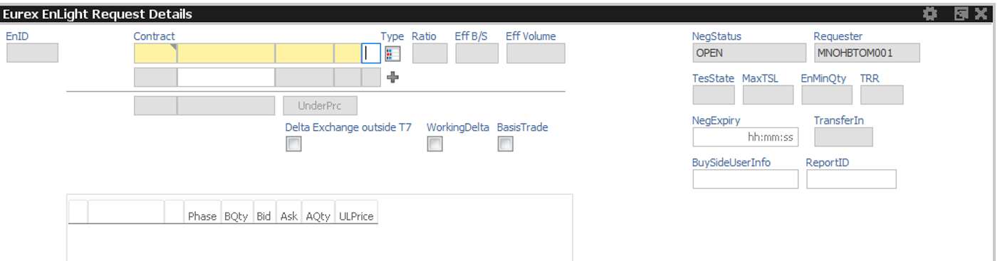 Eurex EnLight Request Details
EnID Contract Type Ratio Eff B/S Eff Volume NegStatus Requester
OPEN MNOHBTOM001
TesState MaxTSL EnMinQty TRR
UnderPrc
NegExpiry TransferIn
Delta Exchange outside T7 WorkingDelta BasisTrade
hh:mm:ss
BuySideUserInfo ReportID
Phase BQty Bid Ask AQty ULPrice